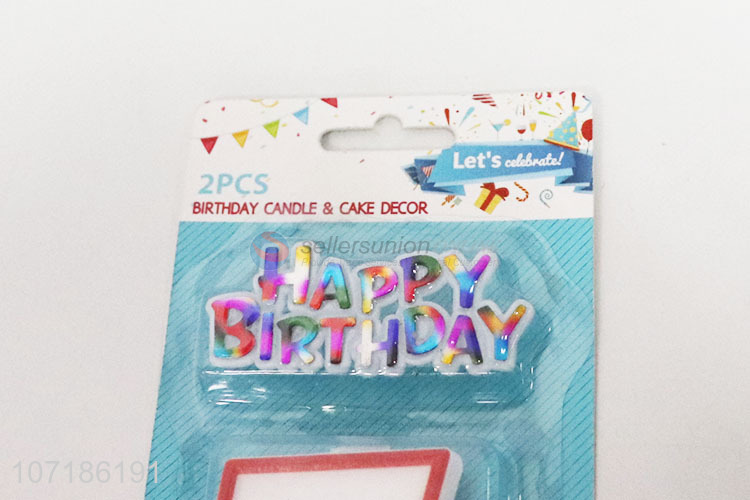 Let's celebrate!
2PCS
BIRTHDAY CANDLE & CAKE DECOR
sellersunion
HAPPY
BIRTHDAY
107186191